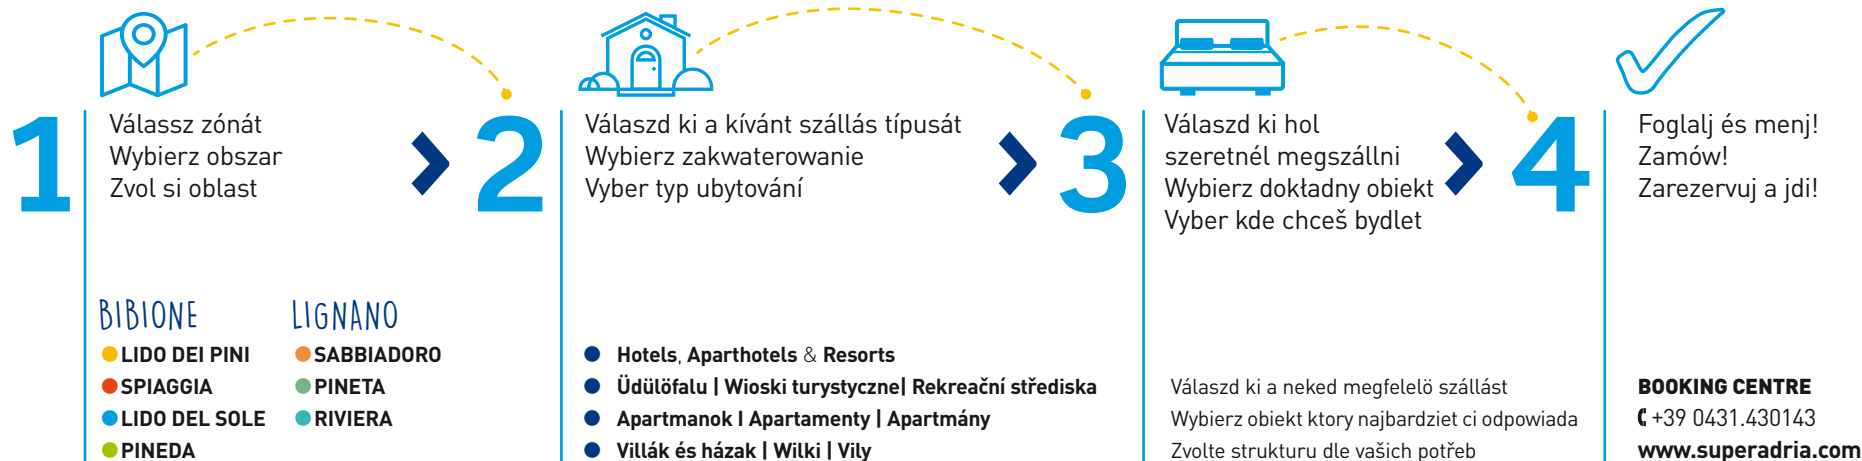 1
Válassz zónát
Wybierz obszar
Zvol si oblast
BIBIONE
LIDO DEI PINI
SPIAGGIA
LIDO DEL SOLE
PINEDA
LIGNANO
SABBIADORO
PINETA
RIVIERA
2
Válaszd ki a kívánt szállás típusát
Wybierz zakwaterowanie
Vyber typ ubytování
Hotels, Aparthotels & Resorts
Üdülöfalu | Wioski turystyczne| Rekreační střediska
Apartmanok I Apartamenty | Apartmány
Villák és házak | Wilki | Vily
3
Válaszd ki hol
szeretnél megszállni
Wybierz dokładny obiekt
Vyber kde chceš bydlet
Válaszd ki a neked megfelelö szállást
Wybierz obiekt ktory najbardziet ci odpowiada
Zvolte strukturu dle vašich potřeb
4
Foglalj és menj!
Zamów!
Zarezervuj a jdi!
BOOKING CENTRE
+39 0431.430143
www.superadria.com